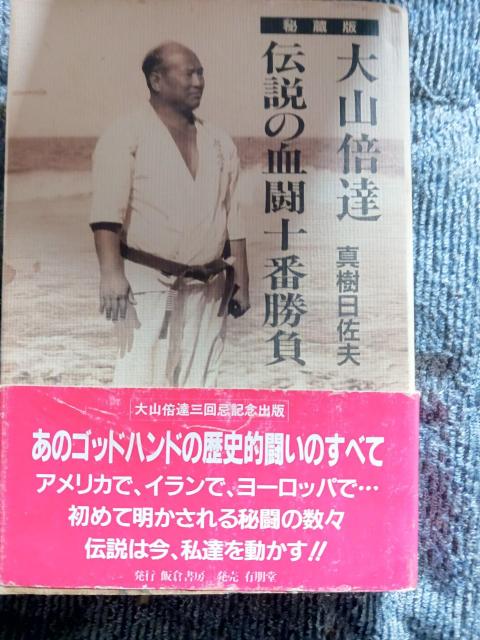 秘蔵版
大山倍達
伝説の血闘十番勝負
真樹日佐夫
大山倍達三回忌記念出版
あのゴッドハンドの歴史的闘いのすべて
アメリカで、イランで、ヨーロッパで…
初めて明かされる秘闘の数々
伝説は今、私達を動かす!!
発行 飯倉書房 発売 有朋堂